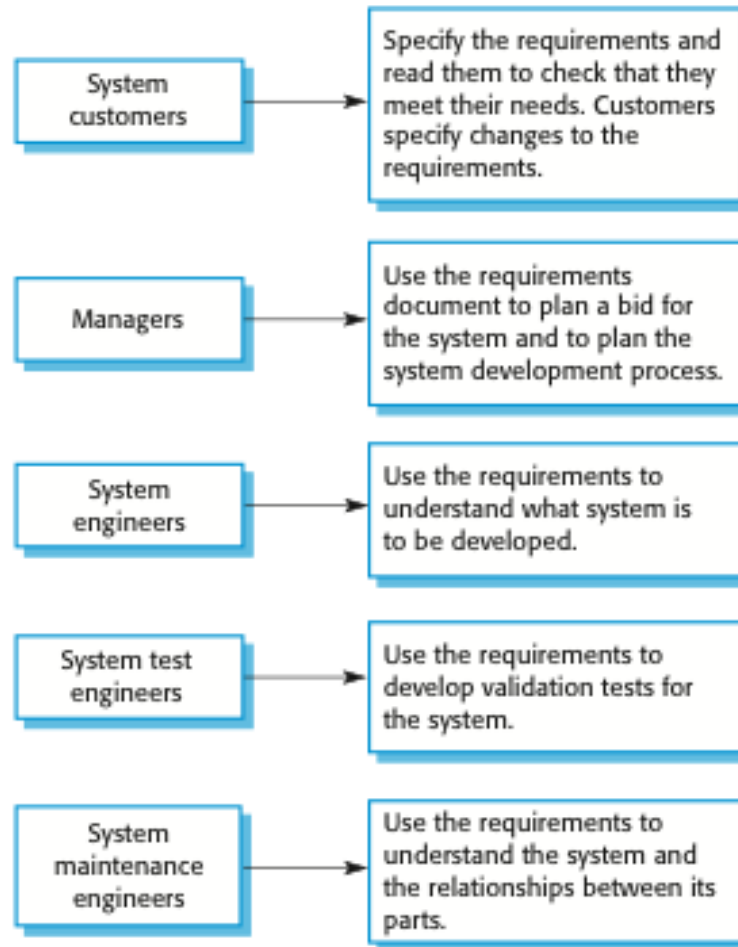 System
customers
Specify the requirements and
read them to check that they
meet their needs. Customers
specify changes to the
requirements.
Managers
Use the requirements
document to plan a bid for
the system and to plan the
system development process.
System
engineers
Use the requirements to
understand what system is
to be developed.
System test
engineers
Use the requirements to
develop validation tests for
the system.
System
maintenance
engineers
Use the requirements to
understand the system and
the relationships between its
parts.